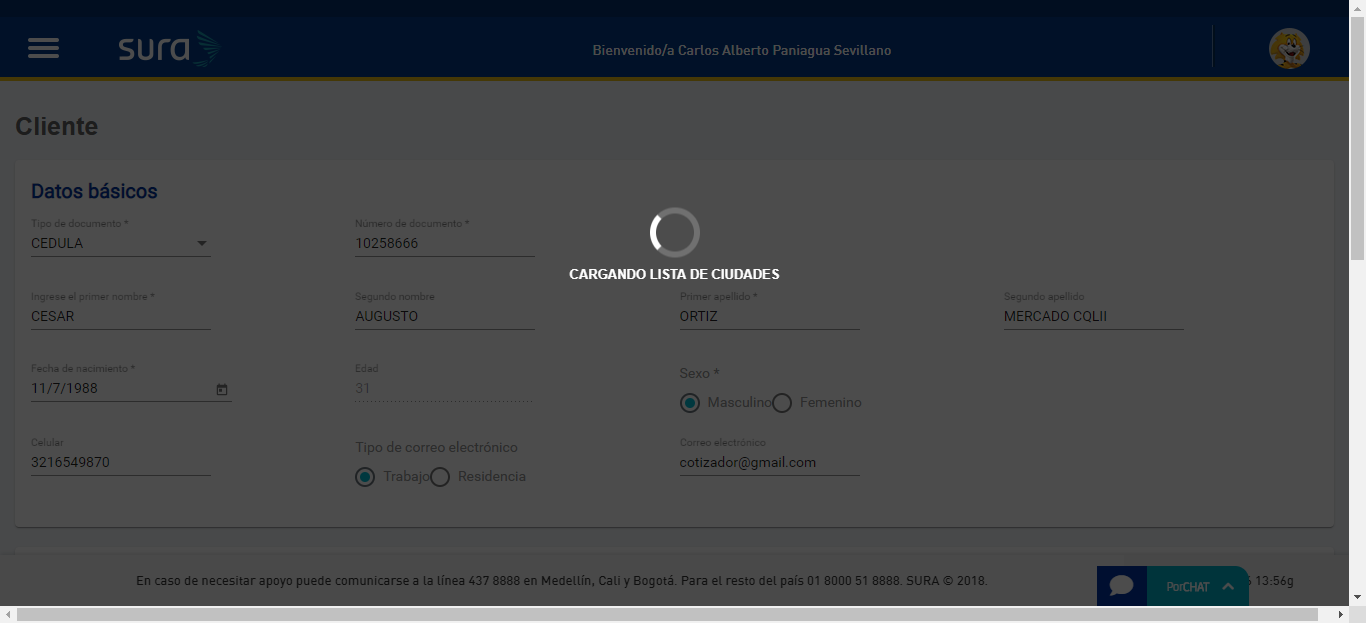 sura
Bienvenido/a Carlos Alberto Paniagua Sevillano
Cliente
Datos básicos
Tipo de documento *
CEDULA
Número de documento *
10258666
CARGANDO LISTA DE CIUDADES
Ingrese el primer nombre *
CESAR
Segundo nombre
AUGUSTO
Primer apellido *
ORTIZ
Segundo apellido
MERCADO CQLII
Fecha de nacimiento *
11/7/1988
Edad
31
Sexo *
Masculino
Femenino
Celular
3216549870
Tipo de correo electrónico
Trabajo
Residencia
Correo electrónico
cotizador@gmail.com
En caso de necesitar apoyo puede comunicarse a la línea 437 8888 en Medellín, Cali y Bogotá. Para el resto del país 01 8000 51 8888. SURA © 2018.
PorCHAT
13:56g